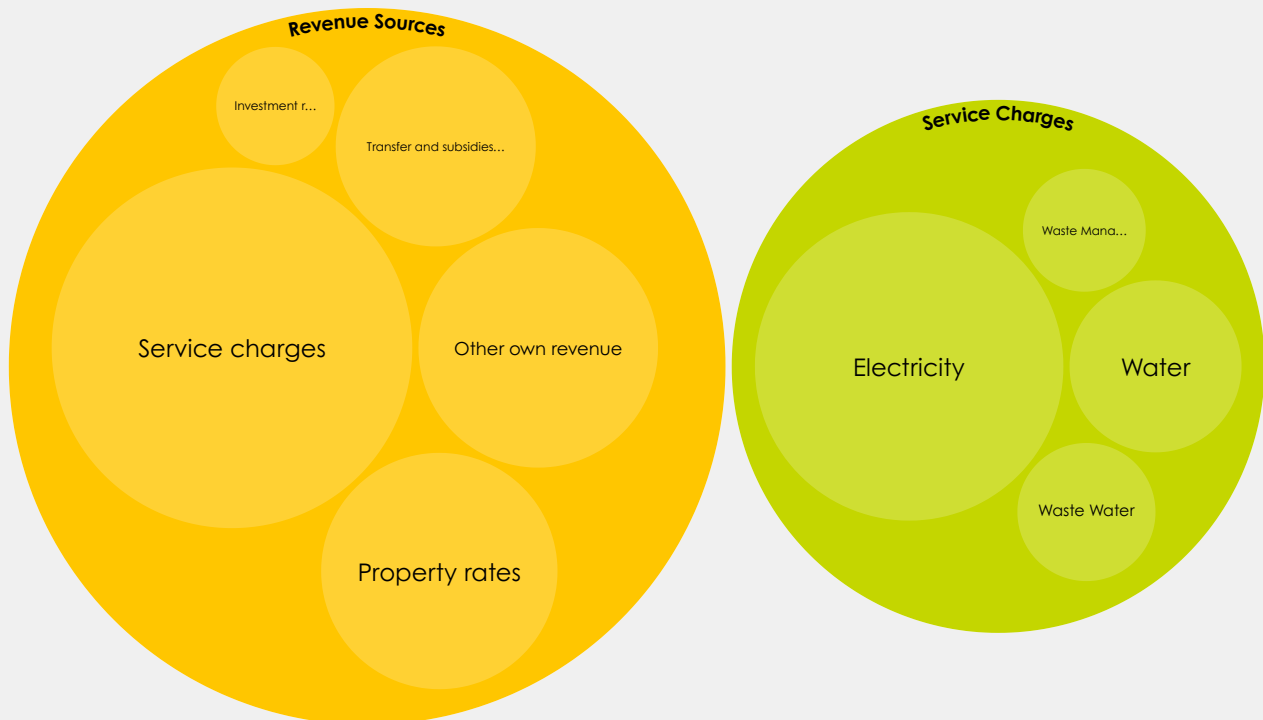 Revenue Sources
Investment r...
Transfer and subsidies...
Service charges
Other own revenue
Property rates
Service Charges
Waste Mana...
Electricity
Water
Waste Water